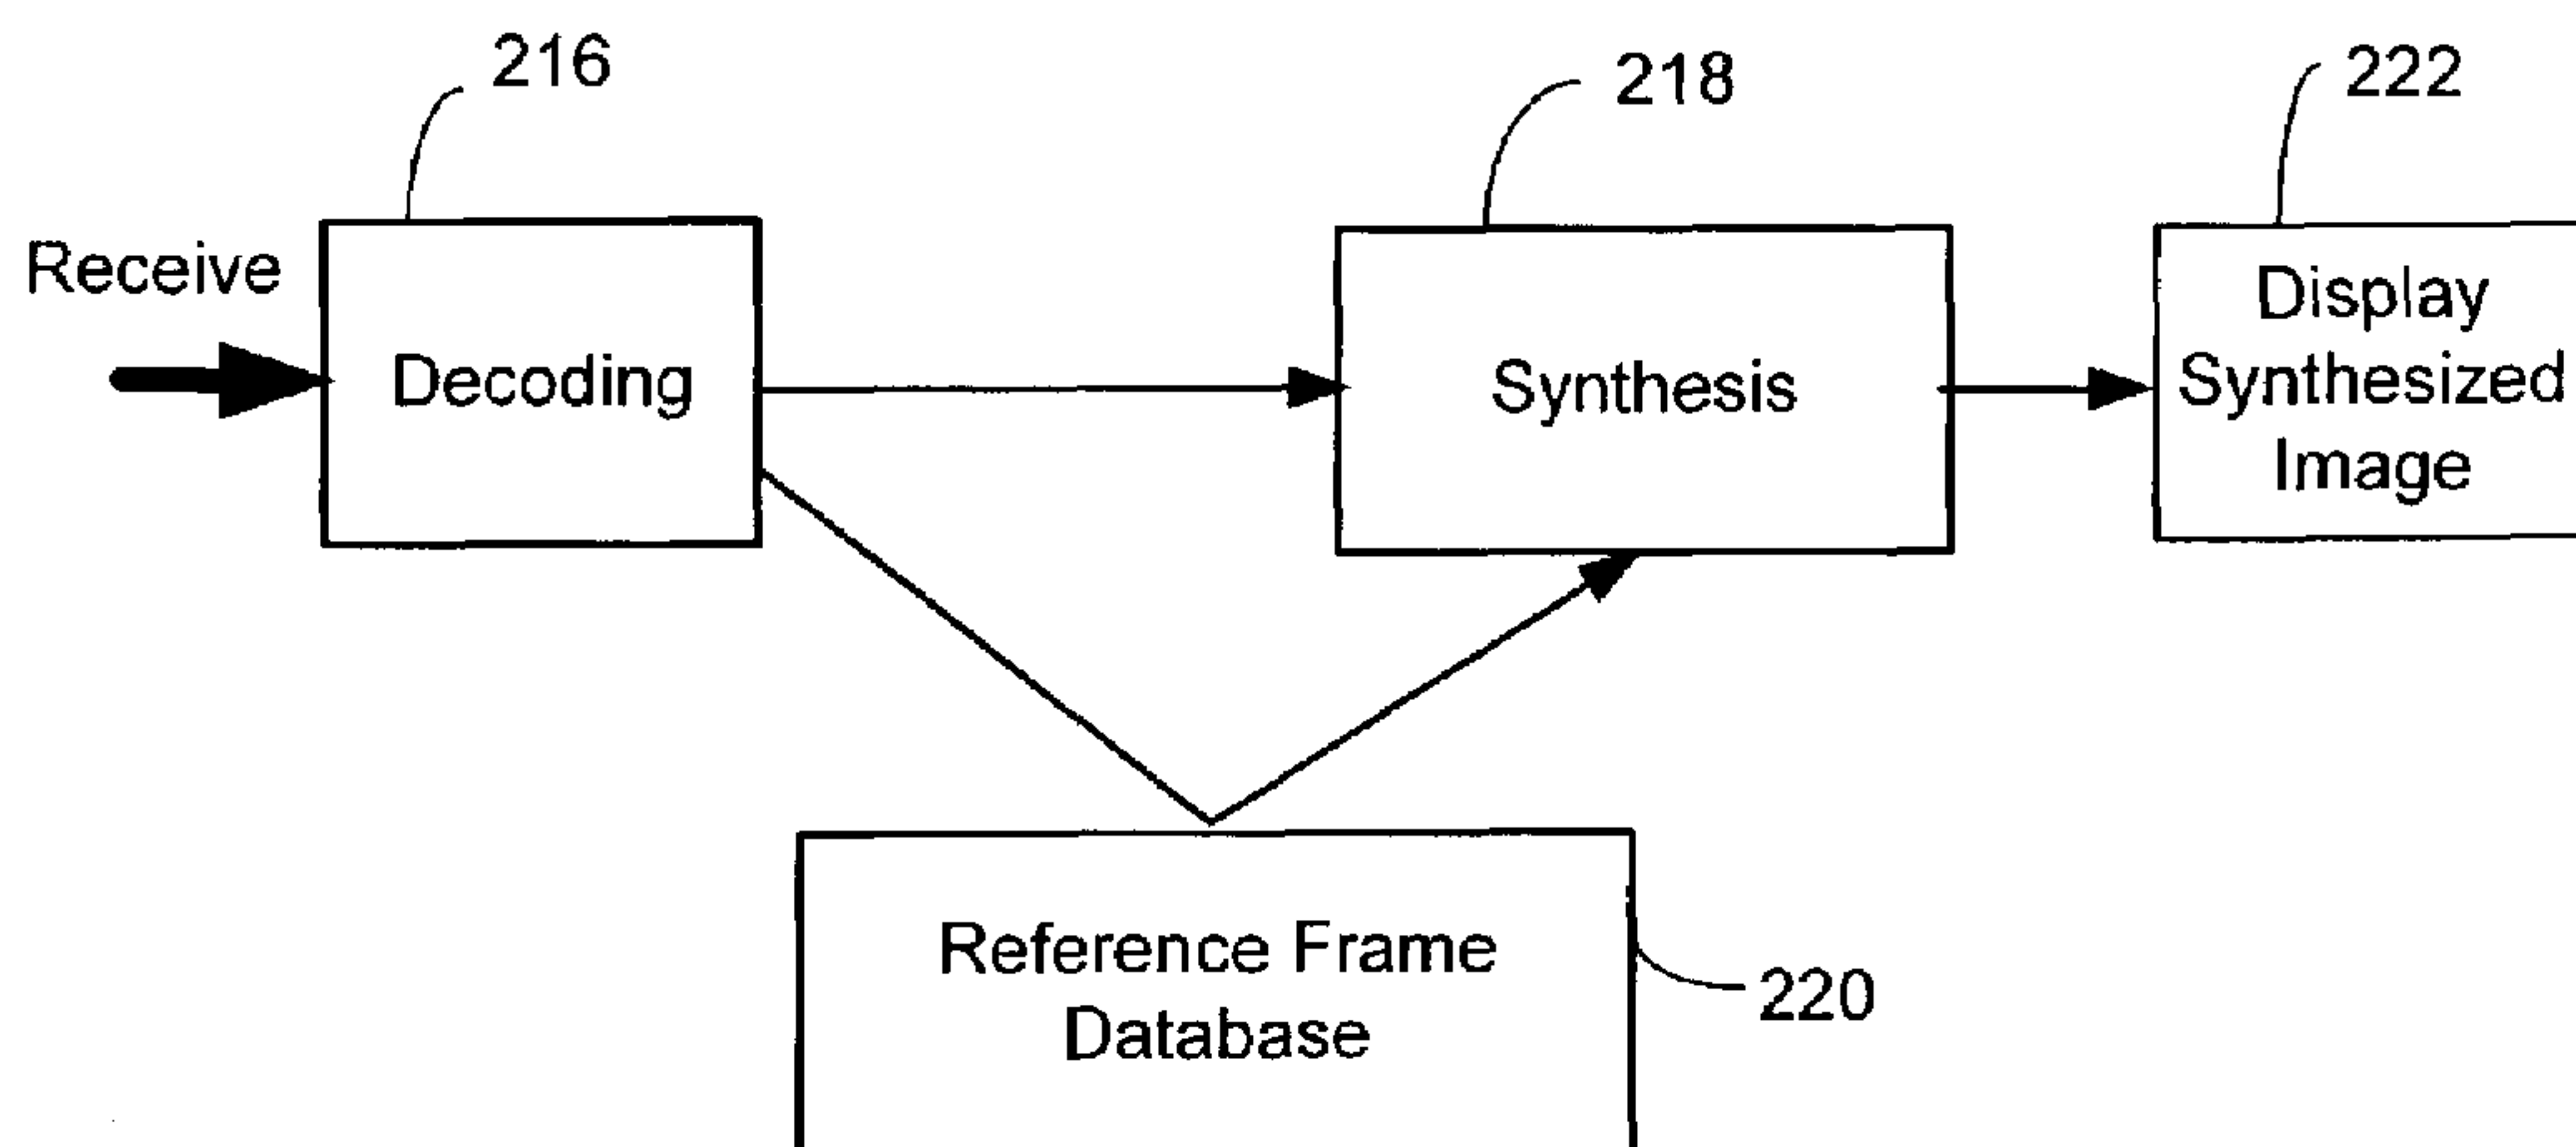 216
218
222
Receive
Decoding
Synthesis
Display
Synthesized
Image
Reference Frame
Database
220